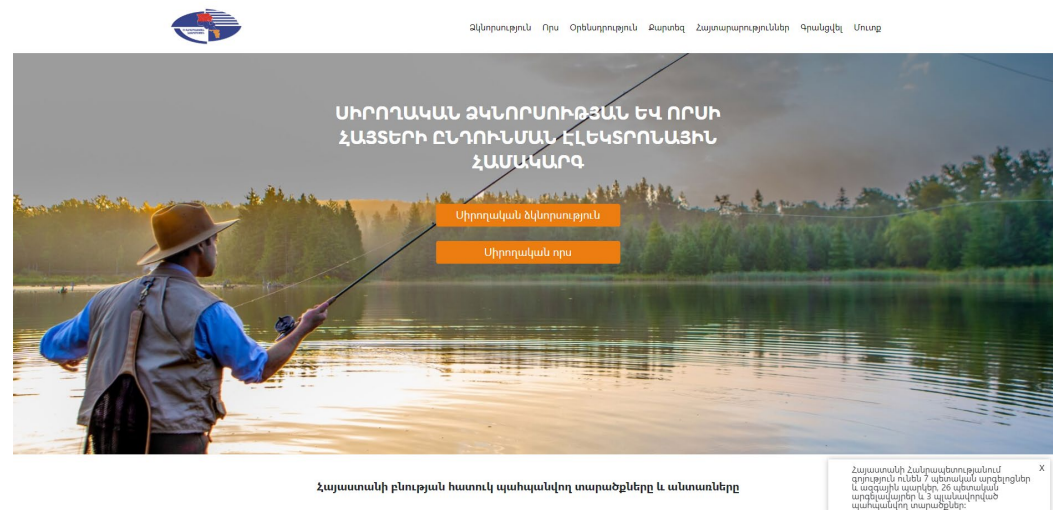 Ձկնորսություն Որս Օրենսդրություն Քարտեզ Հայտարարություններ Գրանցվել Մուտք
ՍԻՐՈՂԱԿԱՆ ՁԿՆՈՐՍՈՒԹՅԱՆ ԵՎ ՈՐՍԻ
ՀԱՅՏԵՐԻ ԸՆԴՈՒՆՄԱՆ ԷԼԵԿՏՐՈՆԱՅԻՆ
ՀԱՄԱԿԱՐԳ
Սիրողական ձկնորսություն
Սիրողական որս
Հայաստանի բնության հատուկ պահպանվող տարածքները և անտառները
X
Հայաստանի Հանրապետությանում
գոյություն ունեն 7 պետական արգելոցներ
և ազգային պարկեր, 26 պետական
արգելավայրեր և 3 պլանավորված
պահպանվող տարածքներ: